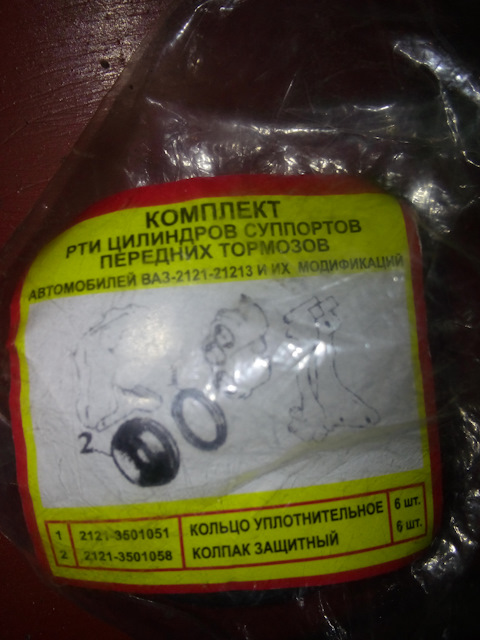 КОМПЛЕКТ
РТИ ЦИЛИНДРОВ СУППОРТОВ
ПЕРЕДНИХ ТОРМОЗОВ
АВТОМОБИЛЕЙ ВАЗ-2121-21213 И ИХ МОДИФИКАЦИЙ
2
1 2121-3501051 КОЛЬЦО УПЛОТНИТЕЛЬНОЕ 6 шт.
2 2121-3501058 КОЛПАК ЗАЩИТНЫЙ 6 шт.